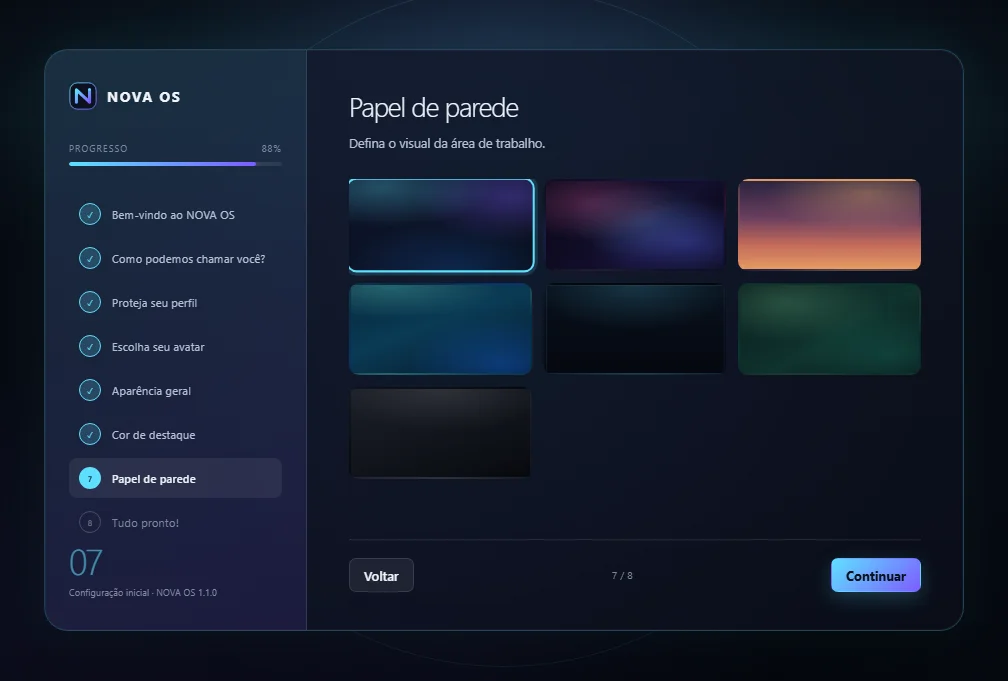 NOVA OS
PROGRESSO 88%
✓ Bem-vindo ao NOVA OS
✓ Como podemos chamar você?
✓ Proteja seu perfil
✓ Escolha seu avatar
✓ Aparência geral
✓ Cor de destaque
7 Papel de parede
8 Tudo pronto!
07
Configuração inicial · NOVA OS 1.1.0
Papel de parede
Defina o visual da área de trabalho.
Voltar
7 / 8
Continuar